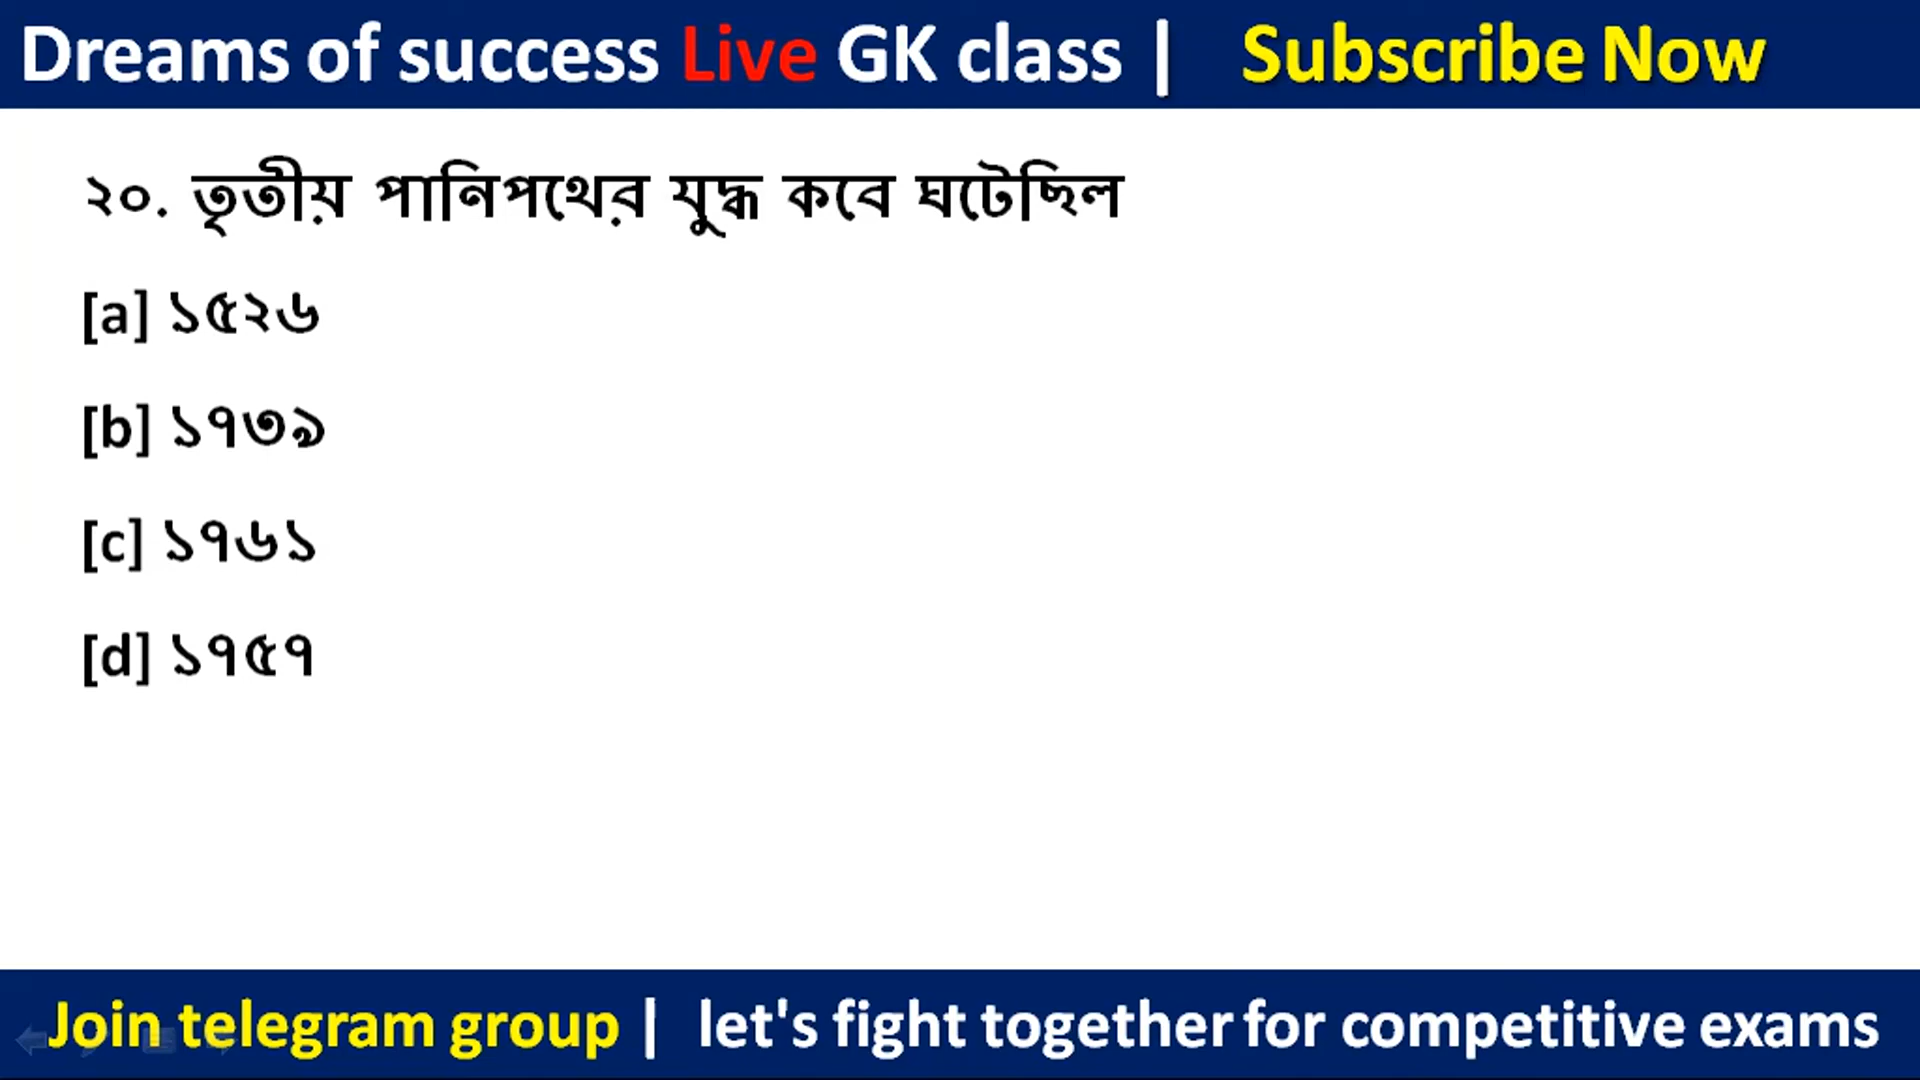 Dreams of success Live GK class | Subscribe Now
২০. তৃতীয় পানিপথের যুদ্ধ কবে ঘটেছিল
[a] ১৫২৬
[b] ১৭৩৯
[c] ১৭৬১
[d] ১৭৫৭
Join telegram group | let's fight together for competitive exams